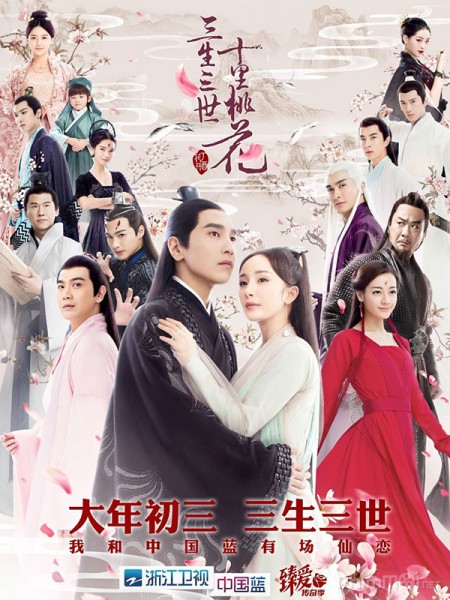 三生三世
十里桃花
大年初三 三生三世
我和中国蓝有场仙恋
浙江卫视 中国蓝 臻爱
传奇季